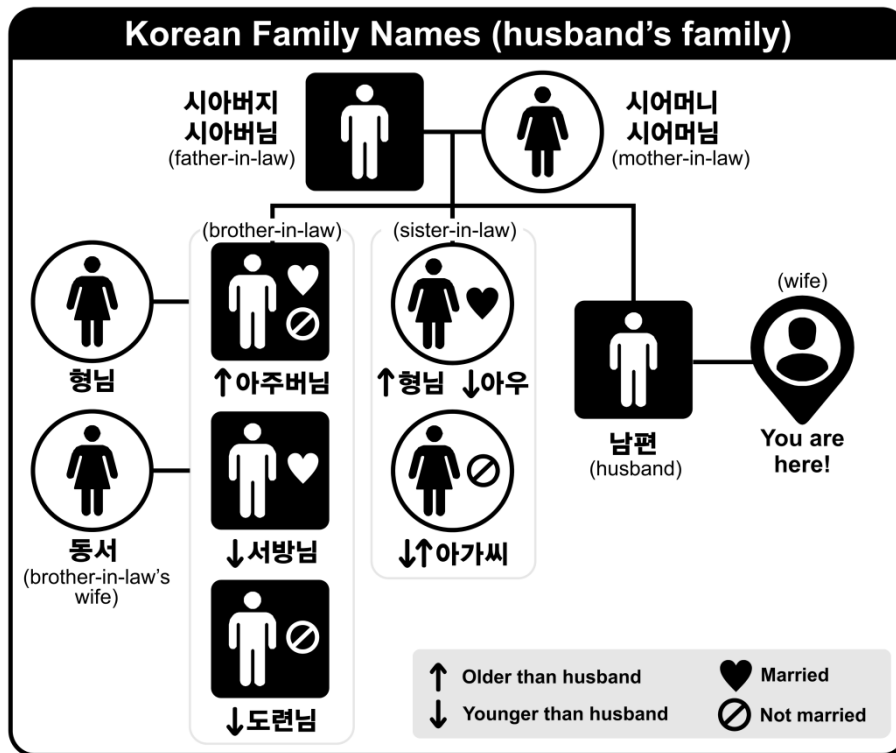 Korean Family Names (husband's family)
시아버지
시아버님
(father-in-law)
시어머니
시어머님
(mother-in-law)
(brother-in-law)
(sister-in-law)
(wife)
형님
↑아주버님
↑형님 ↓아우
남편
(husband)
You are
here!
동서
(brother-in-law's
wife)
↓서방님
↓↑아가씨
↓도련님
↑ Older than husband
Married
↓ Younger than husband
Not married